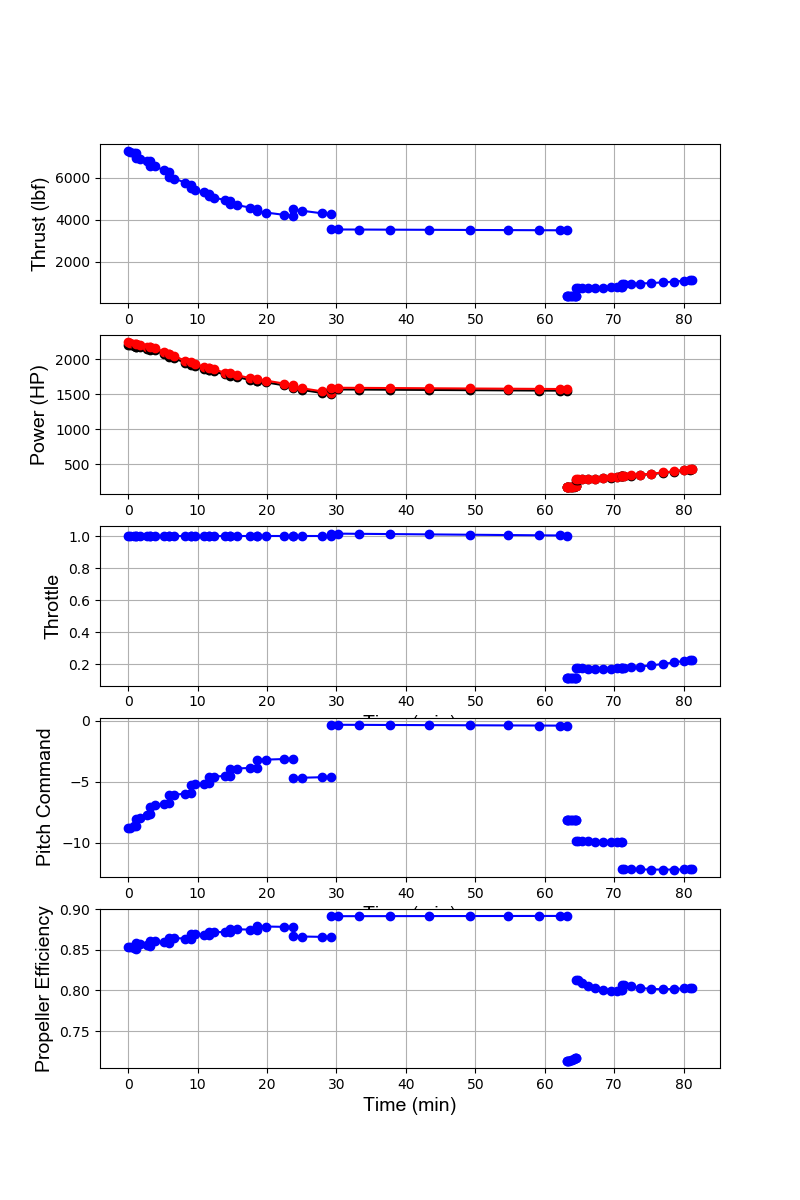 Thrust (lbf)
6000
4000
2000
0 10 20 30 40 50 60 70 80
Power (HP)
2000
1500
1000
500
0 10 20 30 40 50 60 70 80
Throttle
1.0
0.8
0.6
0.4
0.2
0 10 20 30 40 50 60 70 80
Pitch Command
0
−5
−10
0 10 20 30 40 50 60 70 80
Propeller Efficiency
0.90
0.85
0.80
0.75
0 10 20 30 40 50 60 70 80
Time (min)